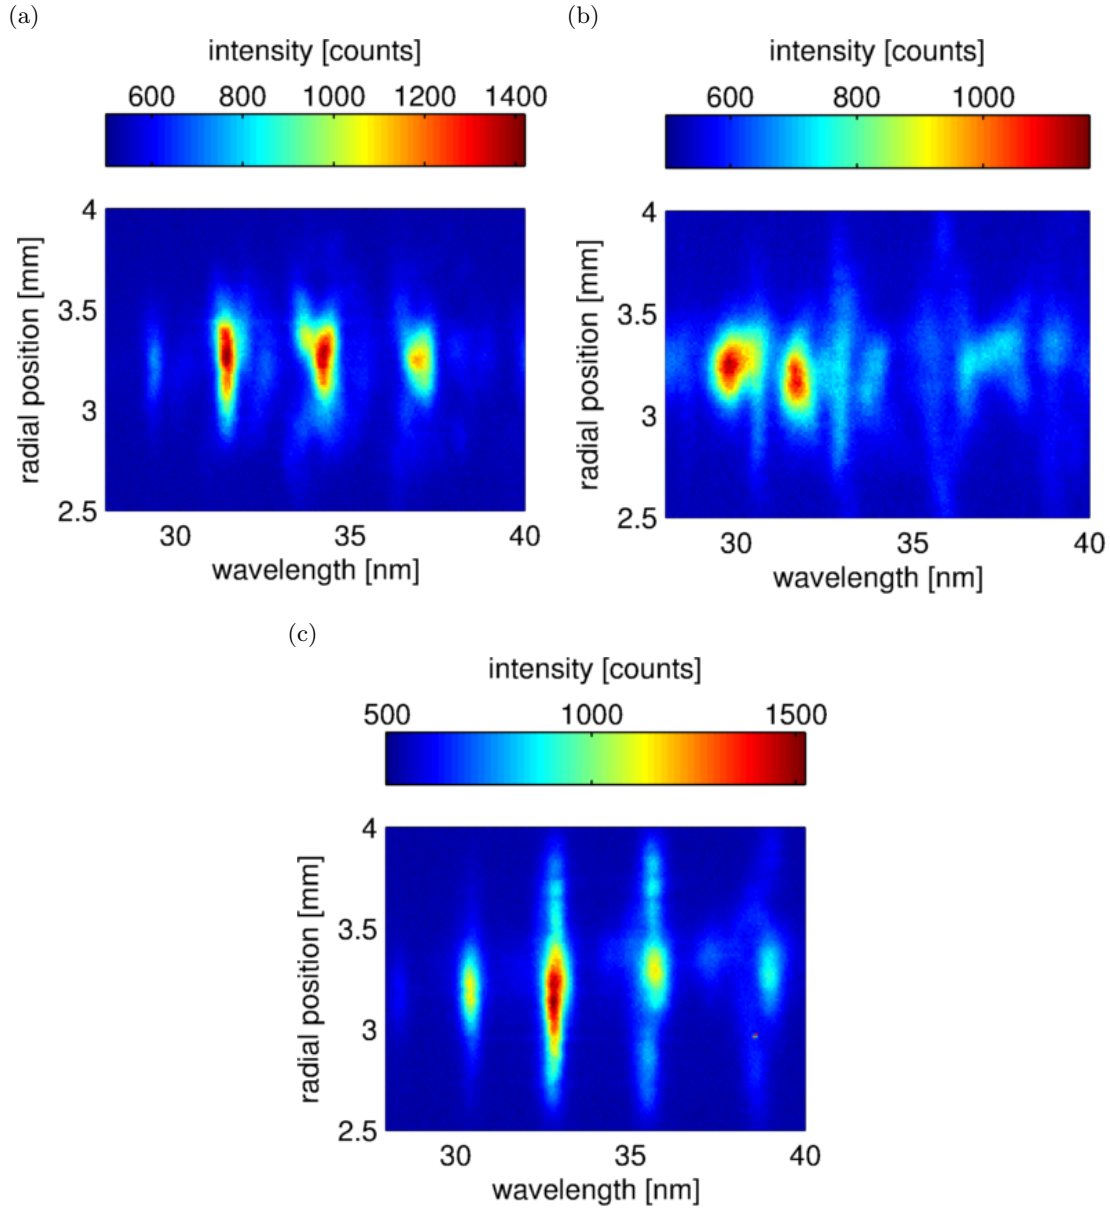 (a)
intensity [counts]
600 800 1000 1200 1400
4
3.5
3
2.5
radial position [mm]
30 35 40
wavelength [nm]
(b)
intensity [counts]
600 800 1000
4
3.5
3
2.5
radial position [mm]
30 35 40
wavelength [nm]
(c)
intensity [counts]
500 1000 1500
4
3.5
3
2.5
radial position [mm]
30 35 40
wavelength [nm]